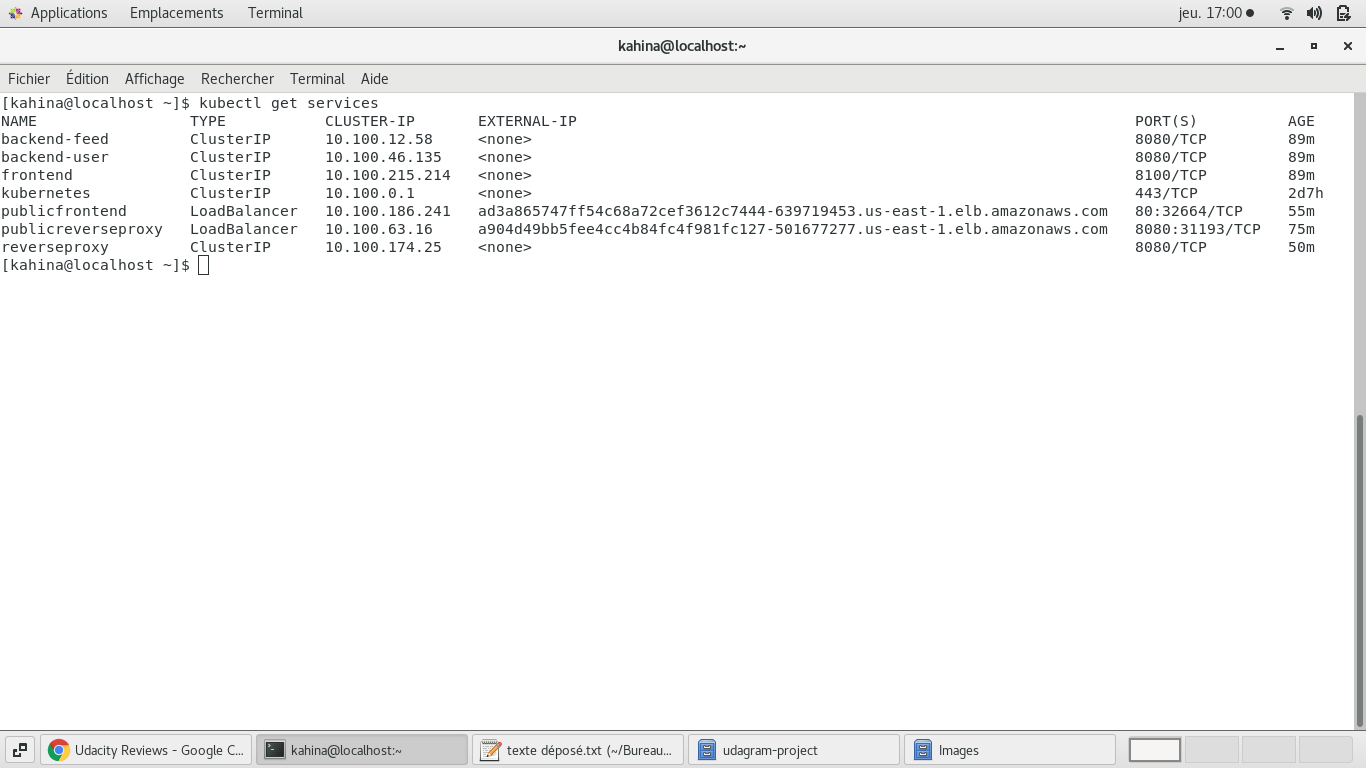 Applications Emplacements Terminal jeu. 17:00
kahina@localhost:~
Fichier Édition Affichage Rechercher Terminal Aide
[kahina@localhost ~]$ kubectl get services
NAME TYPE CLUSTER-IP EXTERNAL-IP PORT(S) AGE
backend-feed ClusterIP 10.100.12.58 <none> 8080/TCP 89m
backend-user ClusterIP 10.100.46.135 <none> 8080/TCP 89m
frontend ClusterIP 10.100.215.214 <none> 8100/TCP 89m
kubernetes ClusterIP 10.100.0.1 <none> 443/TCP 2d7h
publicfrontend LoadBalancer 10.100.186.241 ad3a865747ff54c68a72cef3612c7444-639719453.us-east-1.elb.amazonaws.com 80:32664/TCP 55m
publicreverseproxy LoadBalancer 10.100.63.16 a904d49bb5fee4cc4b84fc4f981fc127-501677277.us-east-1.elb.amazonaws.com 8080:31193/TCP 75m
reverseproxy ClusterIP 10.100.174.25 <none> 8080/TCP 50m
[kahina@localhost ~]$
Udacity Reviews - Google C... kahina@localhost:~ texte déposé.txt (~/Bureau... udagram-project Images